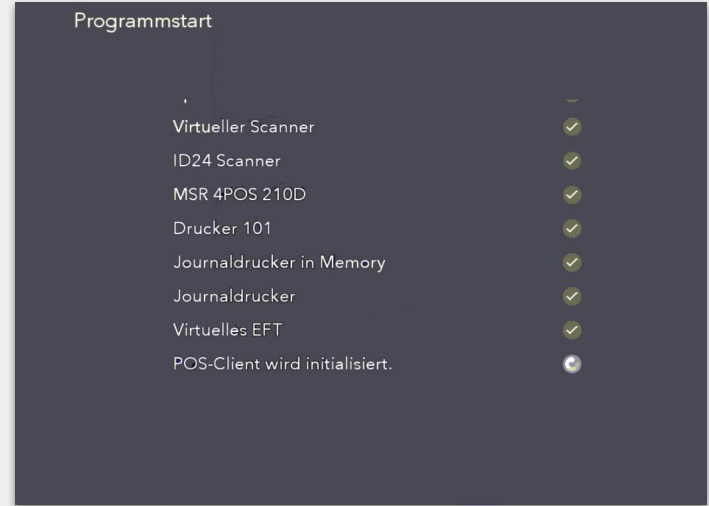 Programmstart
Virtueller Scanner
ID24 Scanner
MSR 4POS 210D
Drucker 101
Journaldrucker in Memory
Journaldrucker
Virtuelles EFT
POS-Client wird initialisiert.